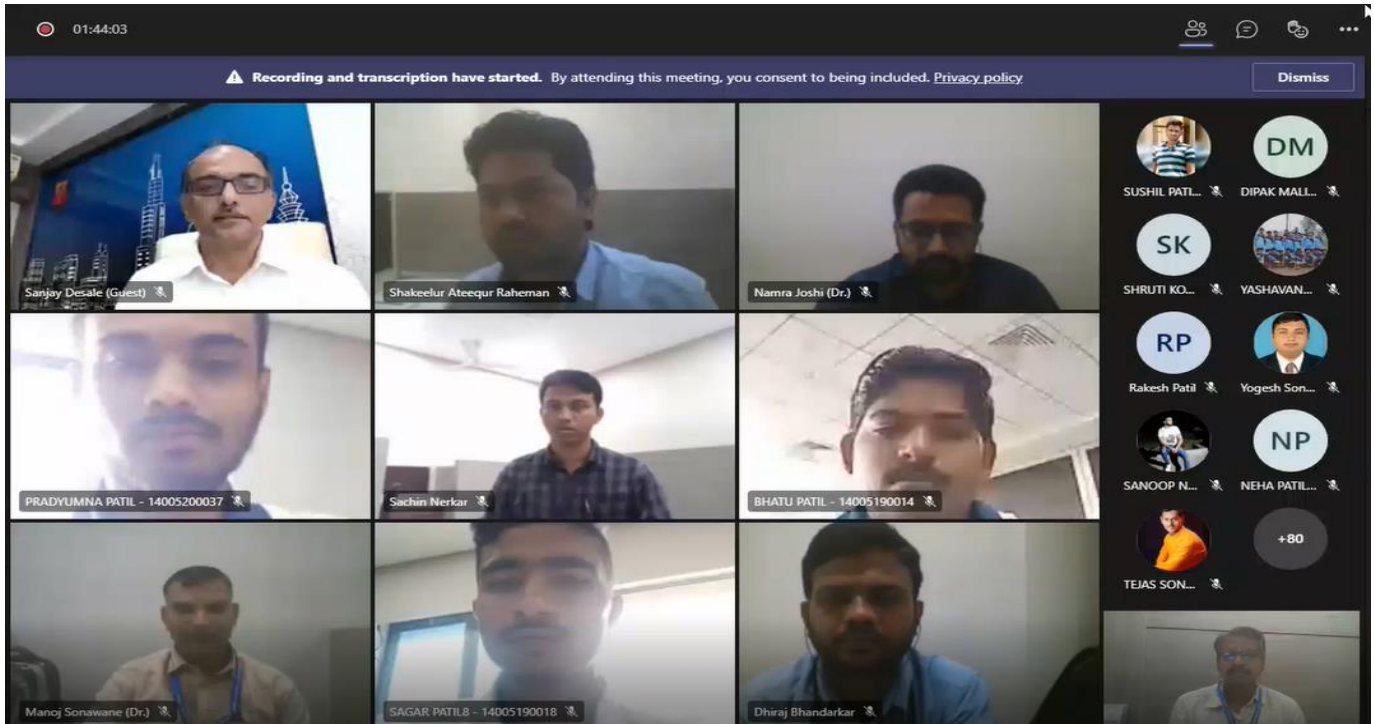 01:44:03
Recording and transcription have started. By attending this meeting, you consent to being included. Privacy policy
Dismiss
Sanjay Desale (Guest)
Shakeelur Ateequr Raheman
Namra Joshi (Dr.)
SUSHIL PATI...
DM
DIPAK MALI...
SK
SHRUTI KO...
YASHAVAN...
PRADYUMNA PATIL - 14005200037
Sachin Nerkar
BHATU PATIL - 14005190014
RP
Rakesh Patil
Yogesh Son...
SANOOP N...
NP
NEHA PATIL...
TEJAS SON...
+80
Manoj Sonawane (Dr.)
SAGAR PATIL8 - 14005190018
Dhiraj Bhandarkar